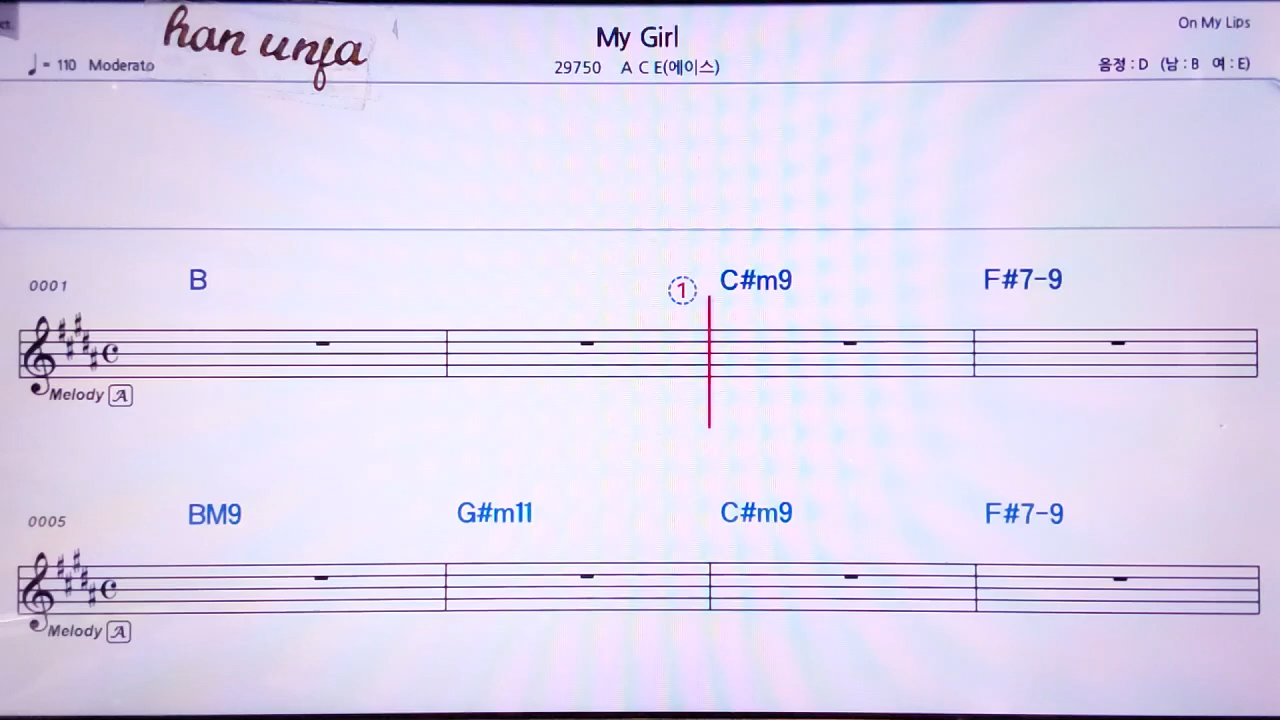 han unfa
My Girl
On My Lips
♩= 110 Moderato
29750 A C E(에이스)
음정 : D (남 : B 여 : E)
0001 B ① C#m9 F#7-9
Melody A
0005 BM9 G#m11 C#m9 F#7-9
Melody A